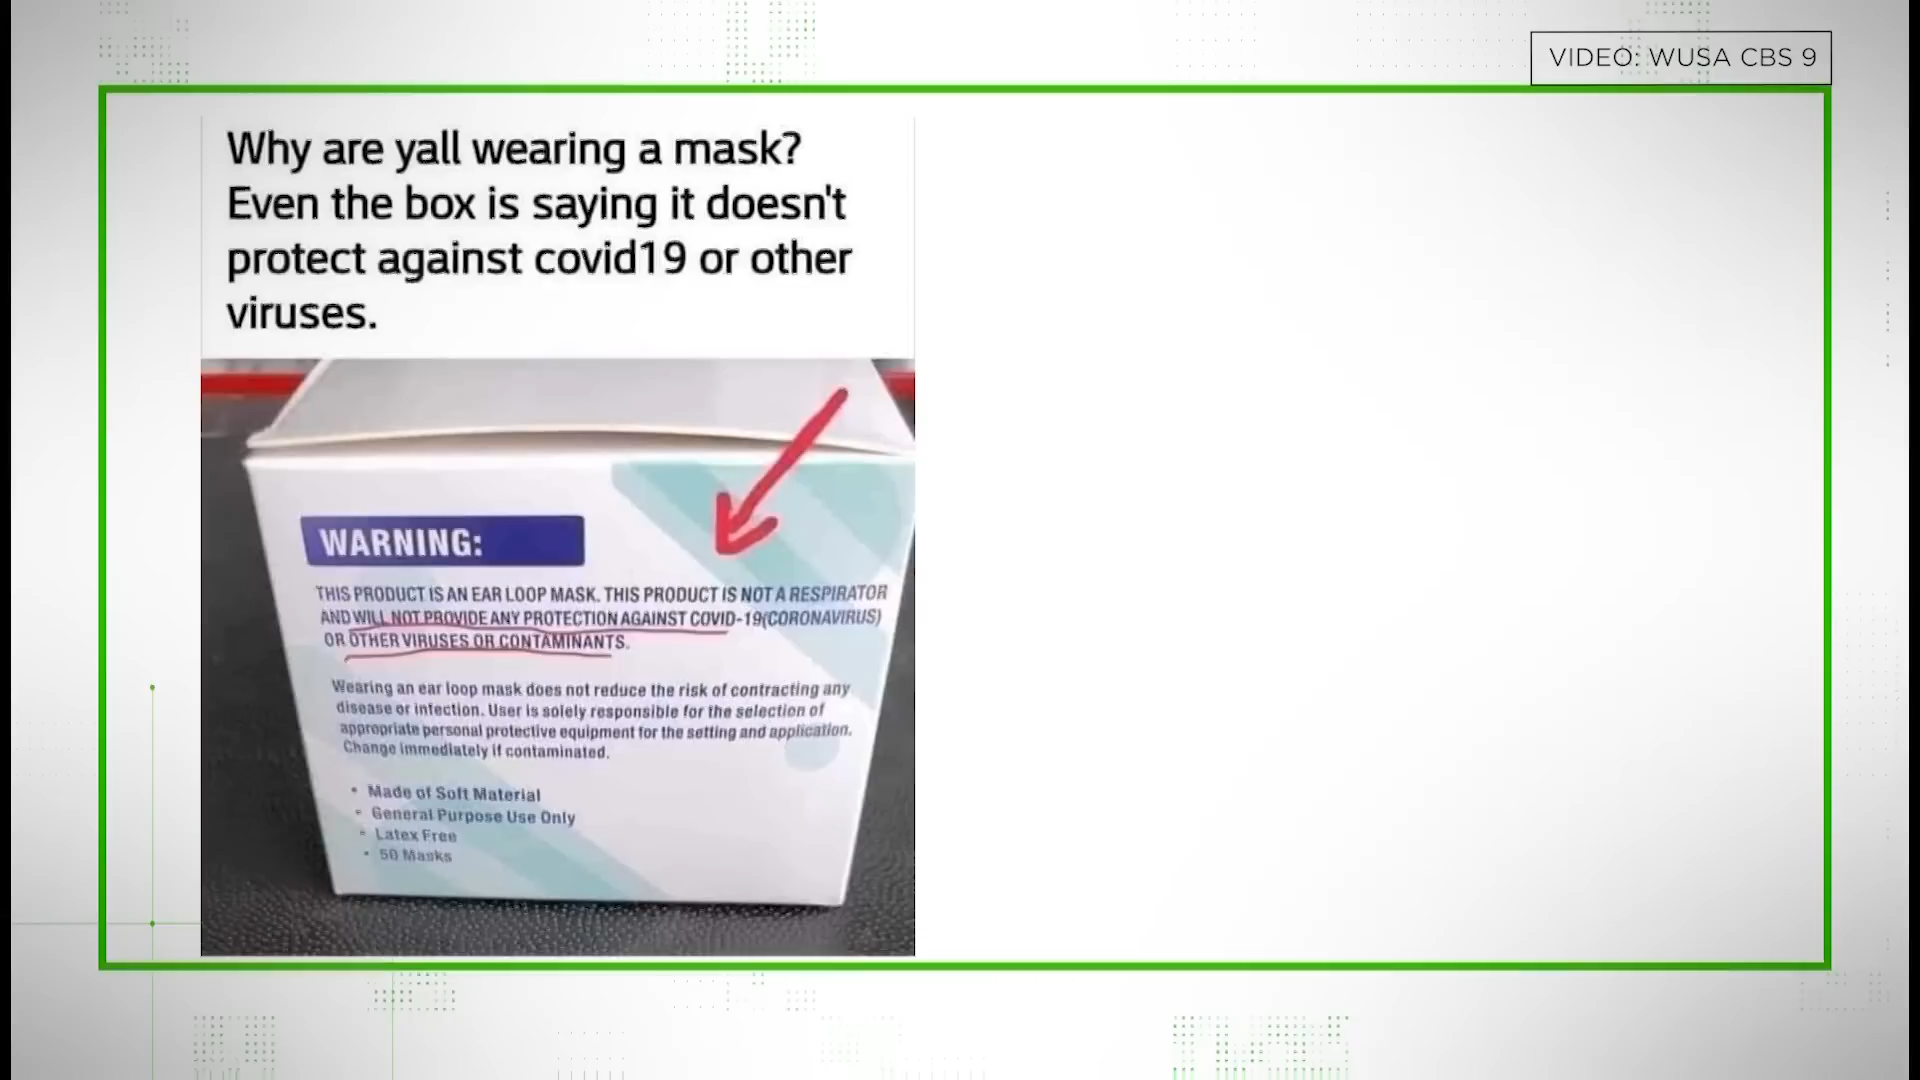 VIDEO: WUSA CBS 9
Why are yall wearing a mask?
Even the box is saying it doesn't
protect against covid19 or other
viruses.
WARNING:
THIS PRODUCT IS AN EAR LOOP MASK. THIS PRODUCT IS NOT A RESPIRATOR
AND WILL NOT PROVIDE ANY PROTECTION AGAINST COVID-19(CORONAVIRUS)
OR OTHER VIRUSES OR CONTAMINANTS.
Wearing an ear loop mask does not reduce the risk of contracting any
disease or infection. User is solely responsible for the selection of
appropriate personal protective equipment for the setting and application.
Change immediately if contaminated.
• Made of Soft Material
• General Purpose Use Only
• Latex Free
• 50 Masks